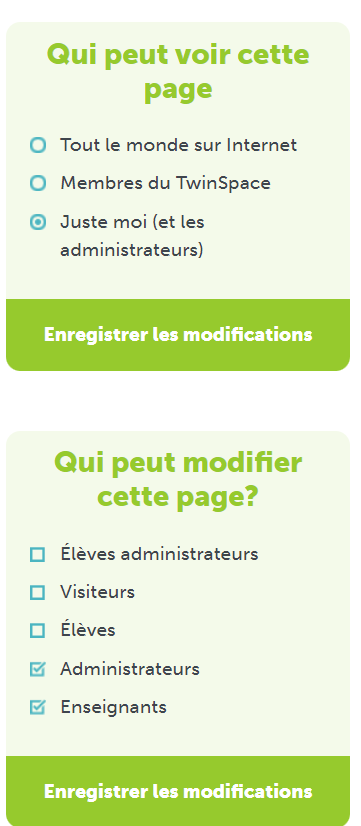 Qui peut voir cette
page
Tout le monde sur Internet
Membres du TwinSpace
Juste moi (et les
administrateurs)
Enregistrer les modifications
Qui peut modifier
cette page?
Élèves administrateurs
Visiteurs
Élèves
Administrateurs
Enseignants
Enregistrer les modifications